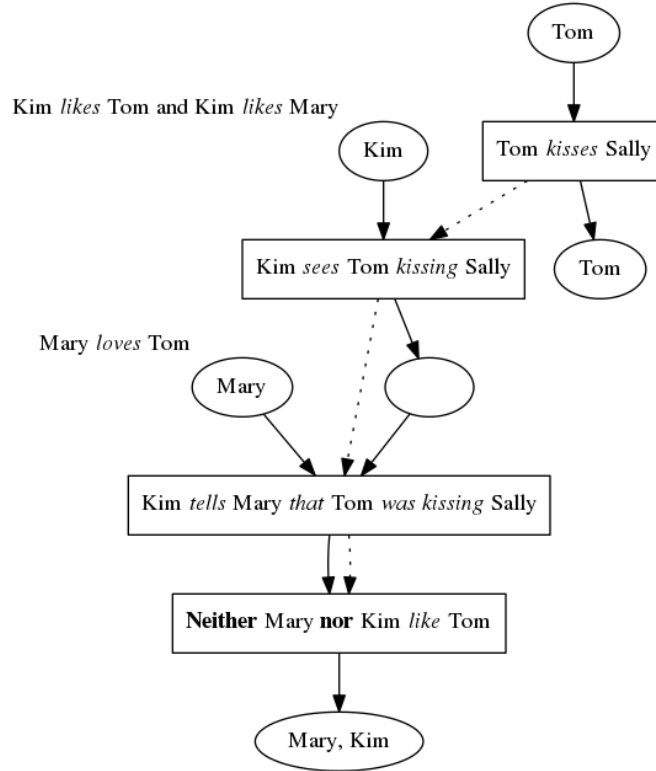 Tom
Kim likes Tom and Kim likes Mary
Kim
Tom kisses Sally
Kim sees Tom kissing Sally
Tom
Mary loves Tom
Mary
Kim tells Mary that Tom was kissing Sally
Neither Mary nor Kim like Tom
Mary, Kim